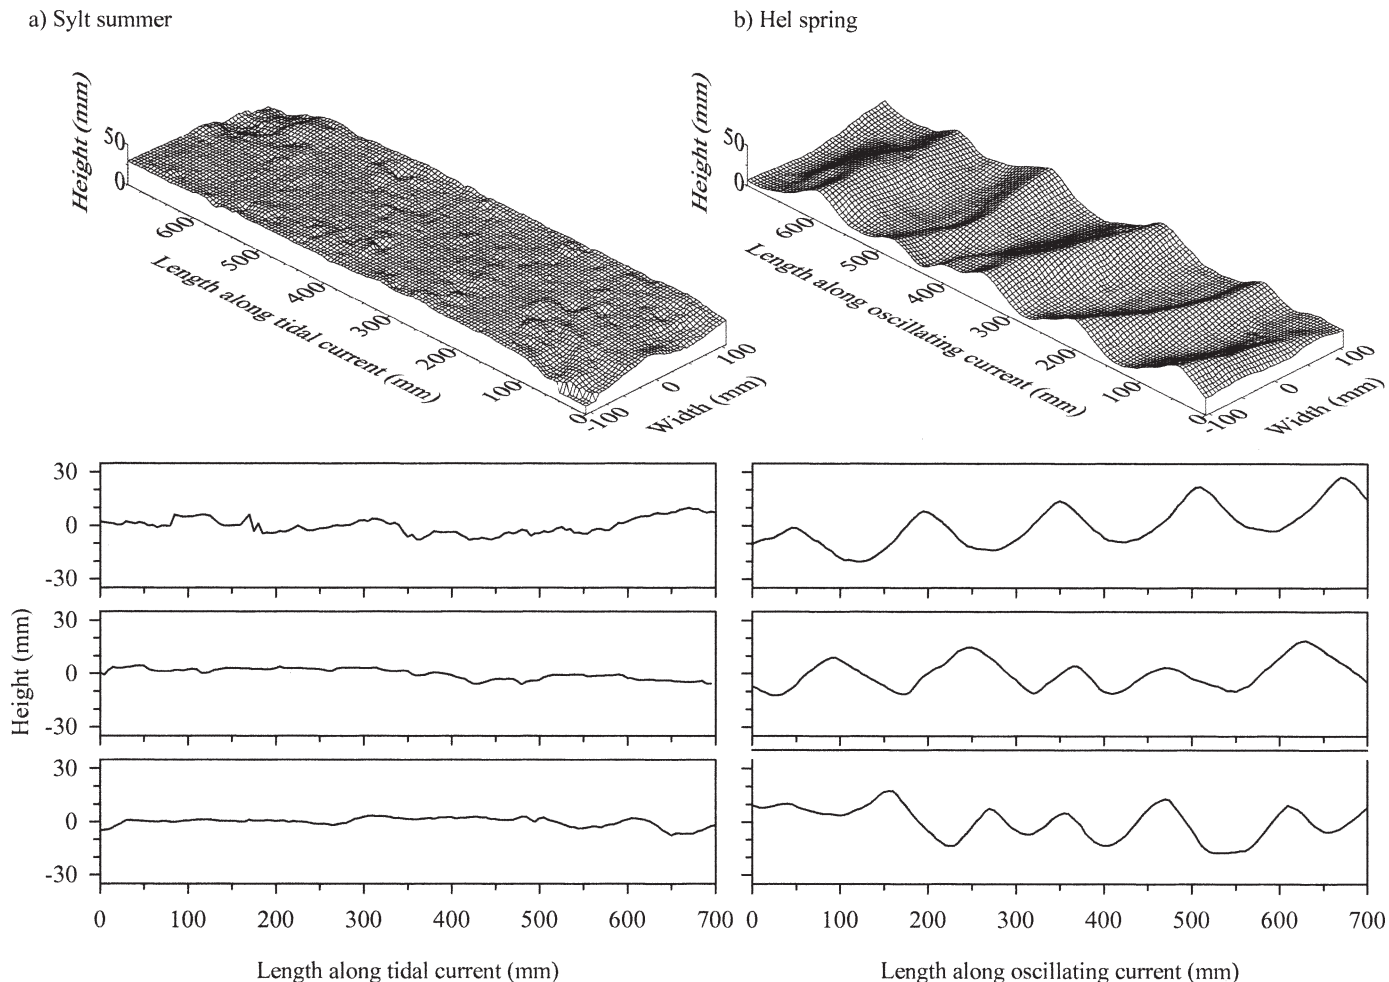 a) Sylt summer
b) Hel spring
Height (mm)
50
0
600
500
400
300
200
100
0
Length along tidal current (mm)
-100
0
100
Width (mm)
Height (mm)
50
0
600
500
400
300
200
100
0
Length along oscillating current (mm)
-100
0
100
Width (mm)
30
0
-30
30
0
-30
30
0
-30
Height (mm)
0 100 200 300 400 500 600 700
0 100 200 300 400 500 600 700
Length along tidal current (mm)
Length along oscillating current (mm)